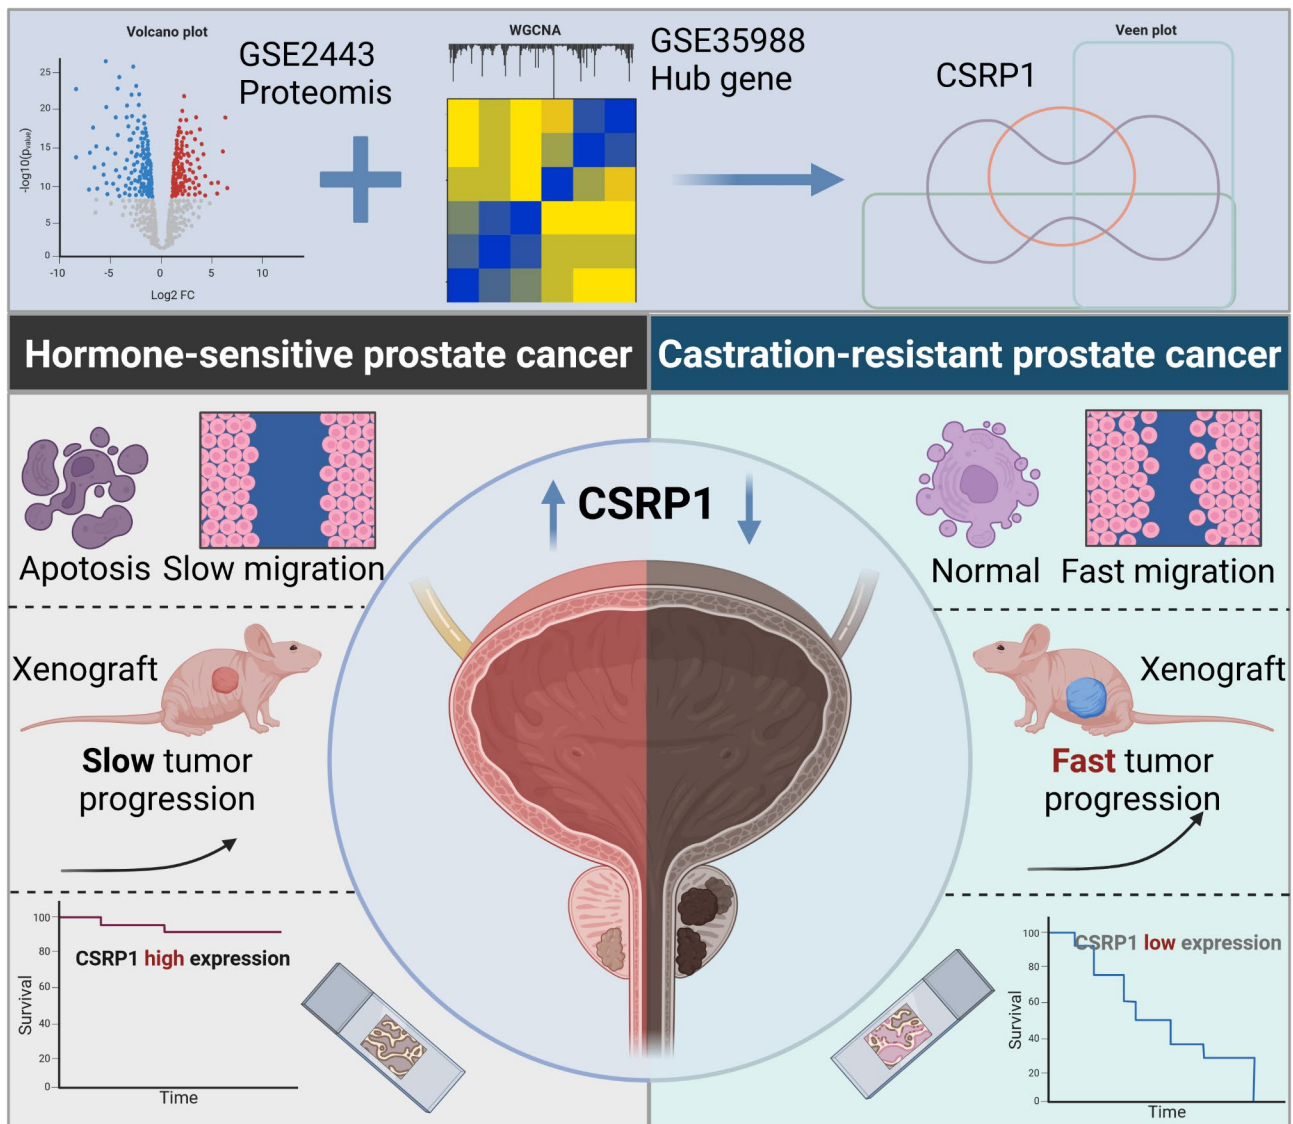 Volcano plot
GSE2443
Proteomis
-log10(pvalue)
25
20
15
10
5
0
-10 -5 0 5 10
Log2 FC
WGCNA
GSE35988
Hub gene
Veen plot
CSRP1
Hormone-sensitive prostate cancer
Castration-resistant prostate cancer
CSRP1
Apotosis
Slow migration
Normal
Fast migration
Xenograft
Slow tumor
progression
Xenograft
Fast tumor
progression
Survival
100
80
60
40
20
0
CSRP1 high expression
Time
Survival
100
80
60
40
20
0
CSRP1 low expression
Time